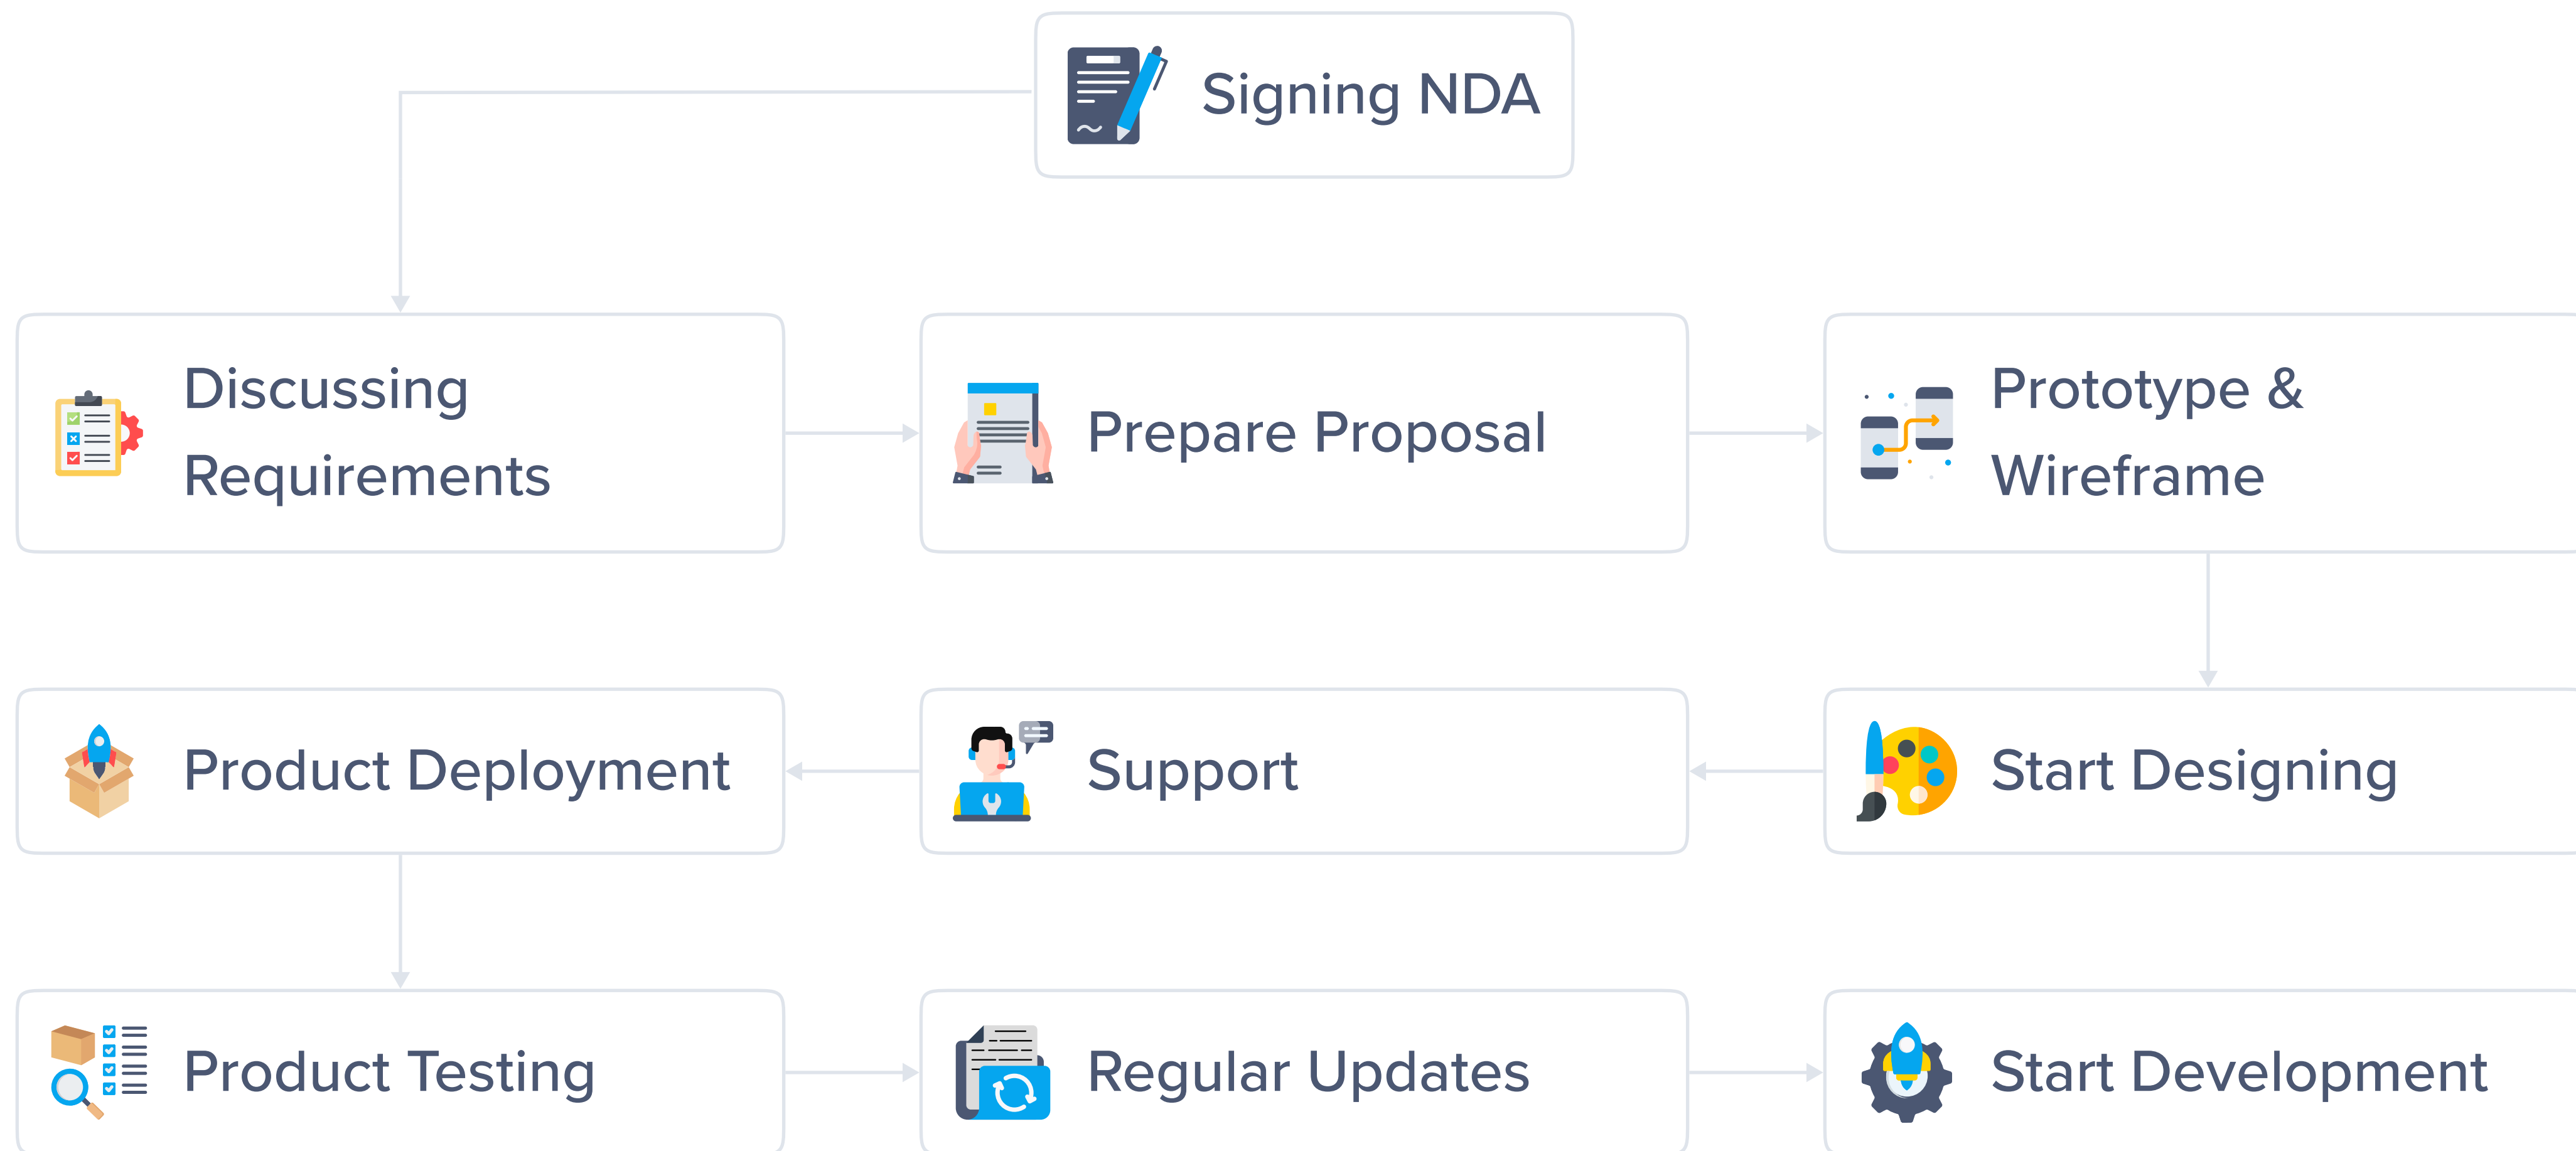 Signing NDA
Discussing
Requirements
Prepare Proposal
Prototype &
Wireframe
Product Deployment
Support
Start Designing
Product Testing
Regular Updates
Start Development